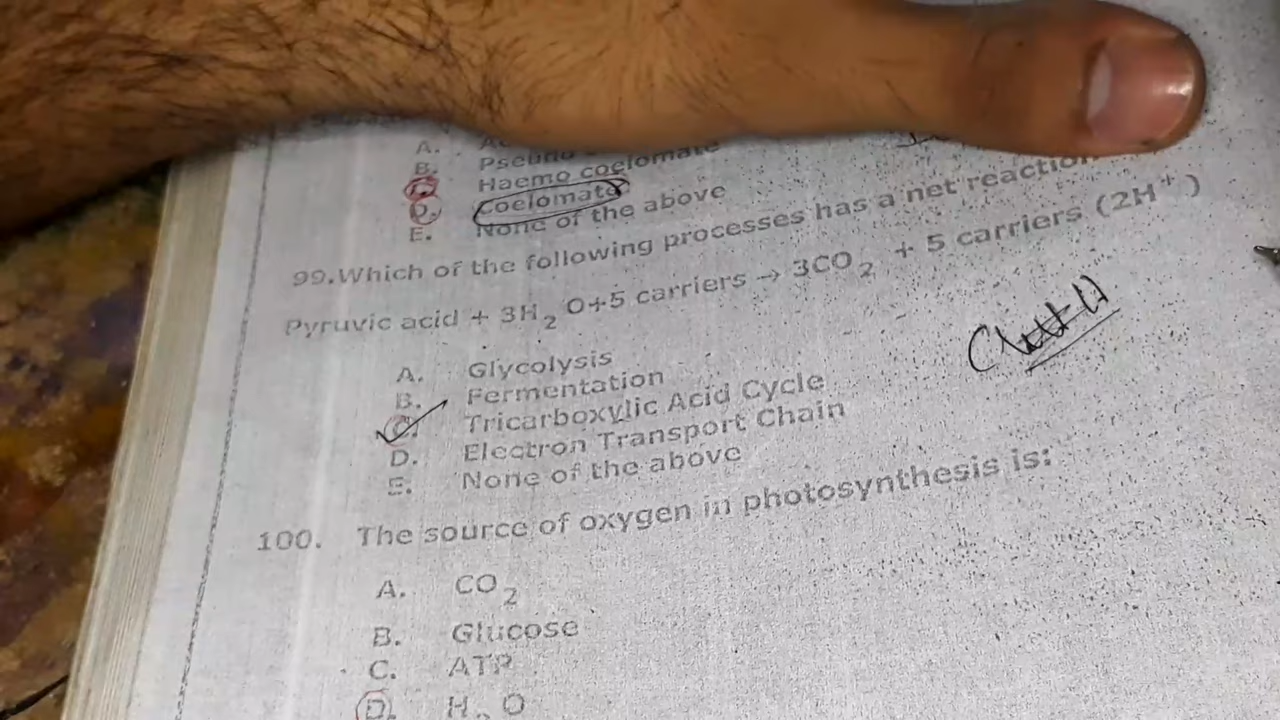 A.
B. Pseudo
C. Haemo coelomate
D. Coelomate
E. None of the above
99.Which of the following processes has a net reaction
Pyruvic acid + 3H2 O+5 carriers → 3CO2 + 5 carriers (2H+)
A. Glycolysis
B. Fermentation
C. Tricarboxylic Acid Cycle
D. Electron Transport Chain
E. None of the above
100. The source of oxygen in photosynthesis is:
A. CO2
B. Glucose
C. ATP
D. H2O